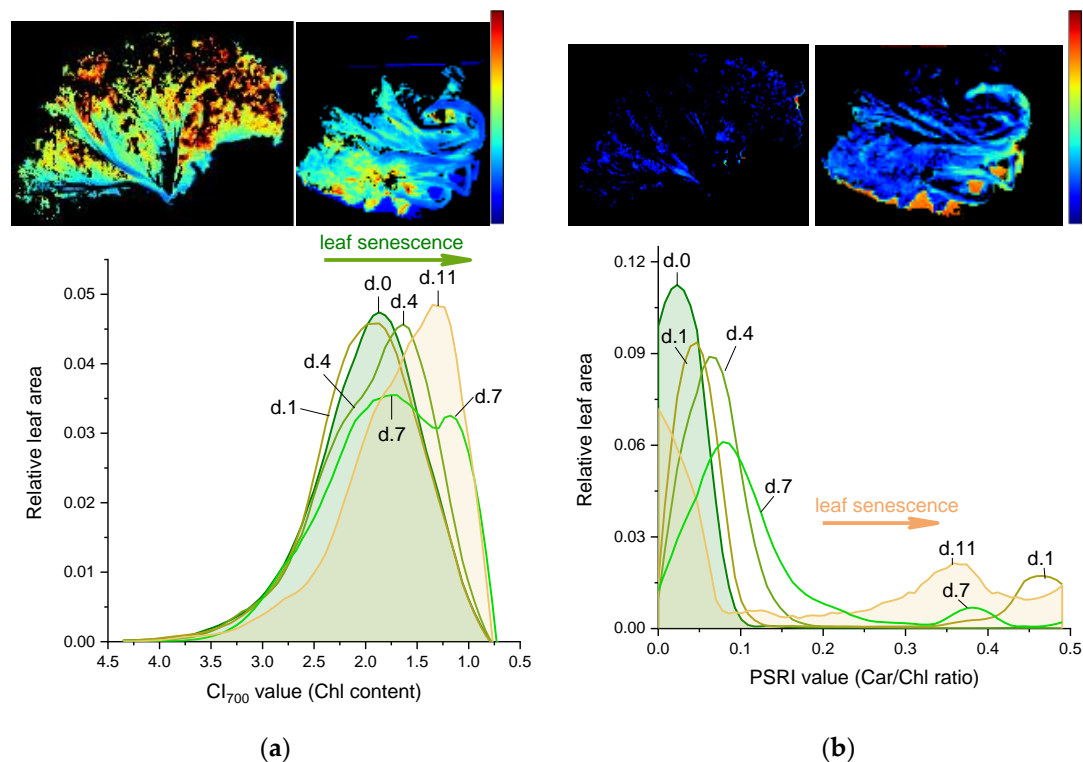 leaf senescence
d.0
d.4
d.11
d.4
d.1
d.7
d.7
Relative leaf area
0.05
0.04
0.03
0.02
0.01
0.00
4.5 4.0 3.5 3.0 2.5 2.0 1.5 1.0 0.5
CI700 value (Chl content)
(a)
d.0
d.1
d.4
d.7
leaf senescence
d.11
d.7
d.1
Relative leaf area
0.12
0.09
0.06
0.03
0.00
0.0 0.1 0.2 0.3 0.4 0.5
PSRI value (Car/Chl ratio)
(b)